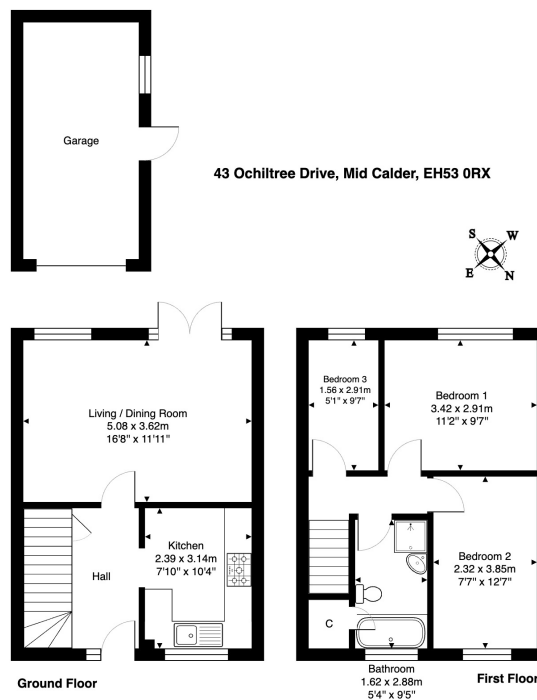 Garage
43 Ochiltree Drive, Mid Calder, EH53 0RX
S W
E N
Living / Dining Room
5.08 x 3.62m
16'8" x 11'11"
Bedroom 3
1.56 x 2.91m
5'1" x 9'7"
Bedroom 1
3.42 x 2.91m
11'2" x 9'7"
Kitchen
2.39 x 3.14m
7'10" x 10'4"
Hall
Bedroom 2
2.32 x 3.85m
7'7" x 12'7"
C
Bathroom
1.62 x 2.88m
5'4" x 9'5"
Ground Floor
First Floor